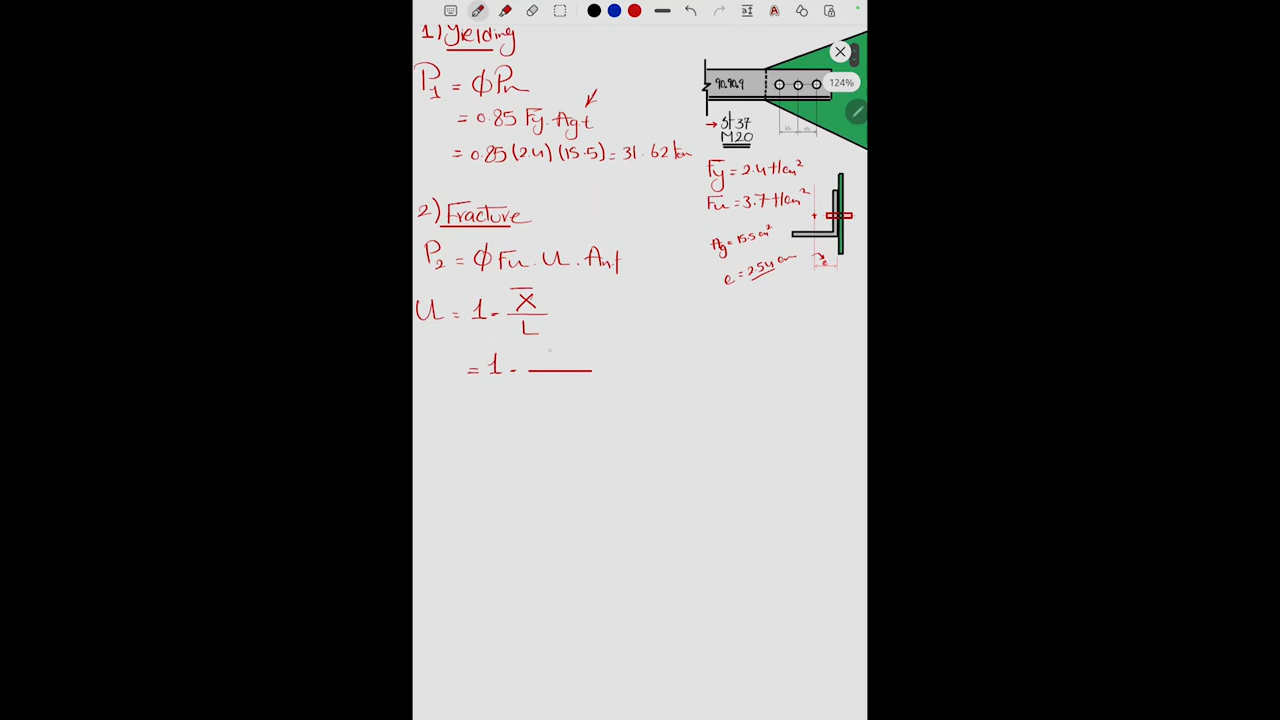 1) Yielding
P1 = ϕPn
= 0.85 Fy. Agt
= 0.85 (2.4) (15.5) = 31.62 ton
2) Fracture
P2 = ϕ Fu. U. Ant
U = 1 - X̅/L
= 1 -
124%
90.90.9
→ St 37
M20
Fy = 2.4 t/cm²
Fu = 3.7 t/cm²
Ag = 15.5 cm²
e = 2.54 cm
e